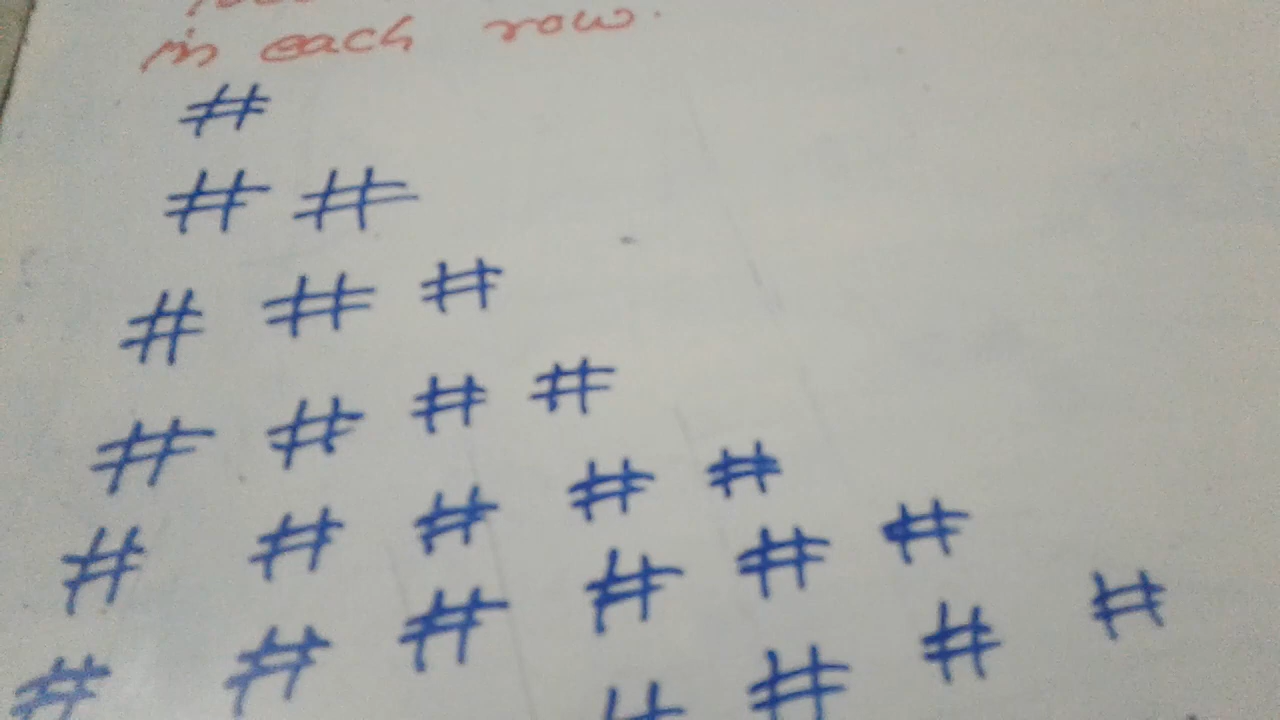 in each row.
#
# #
# # #
# # # #
# # # # #
# # # # # #
# # # #